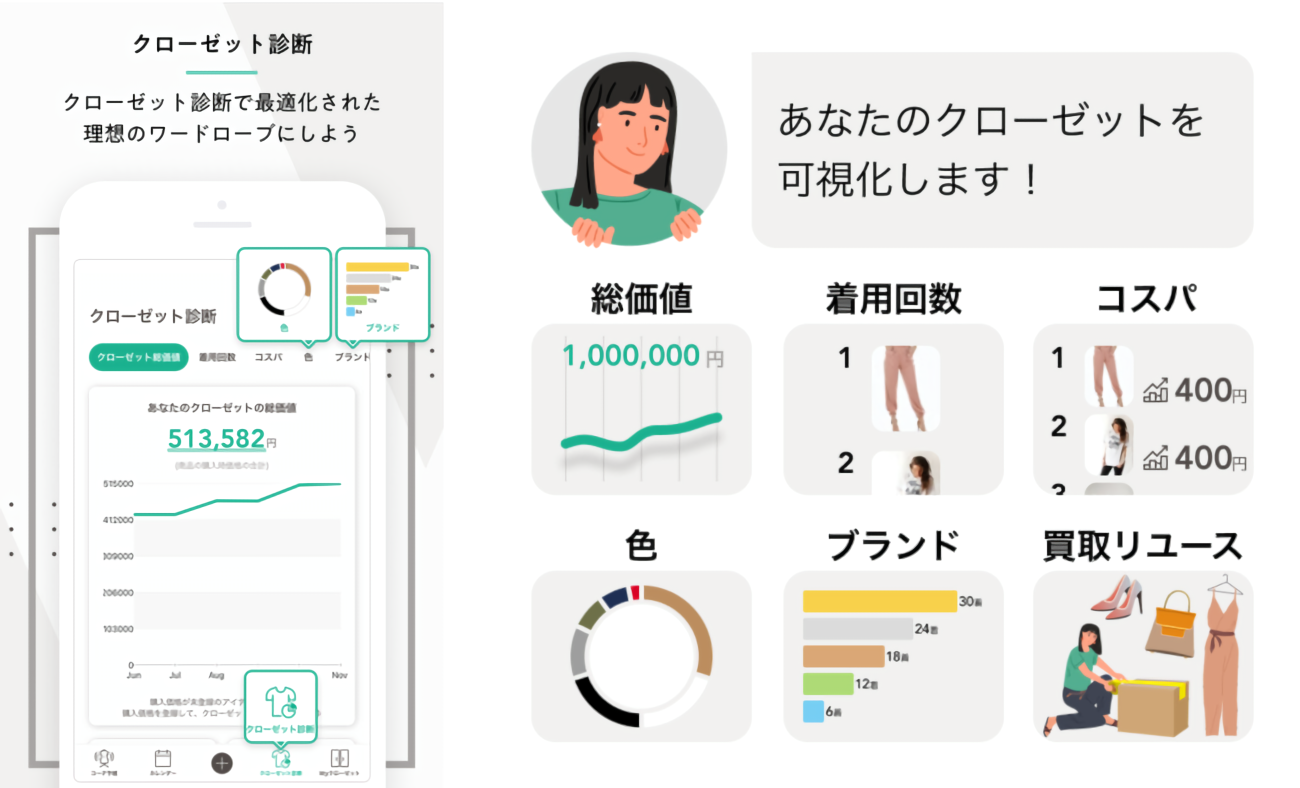 クローゼット診断
クローゼット診断で最適化された
理想のワードローブにしよう
色
ブランド
クローゼット診断
クローゼット総価値
着用回数
コスパ
色
ブランド
あなたのクローゼットの総価値
513,582円
(商品の購入時価格の合計)
515000
412000
309000
206000
103000
0
Jun
Jul
Aug
Nov
購入価格が未登録のアイテ
購入価格を登録して、クローゼッ
クローゼット診断
コーデ予報
カレンダー
クローゼット診断
Myクローゼット
あなたのクローゼットを
可視化します！
総価値
1,000,000 円
着用回数
1
2
コスパ
1
400円
2
400円
3
色
ブランド
30着
24着
18着
12着
6着
買取リユース